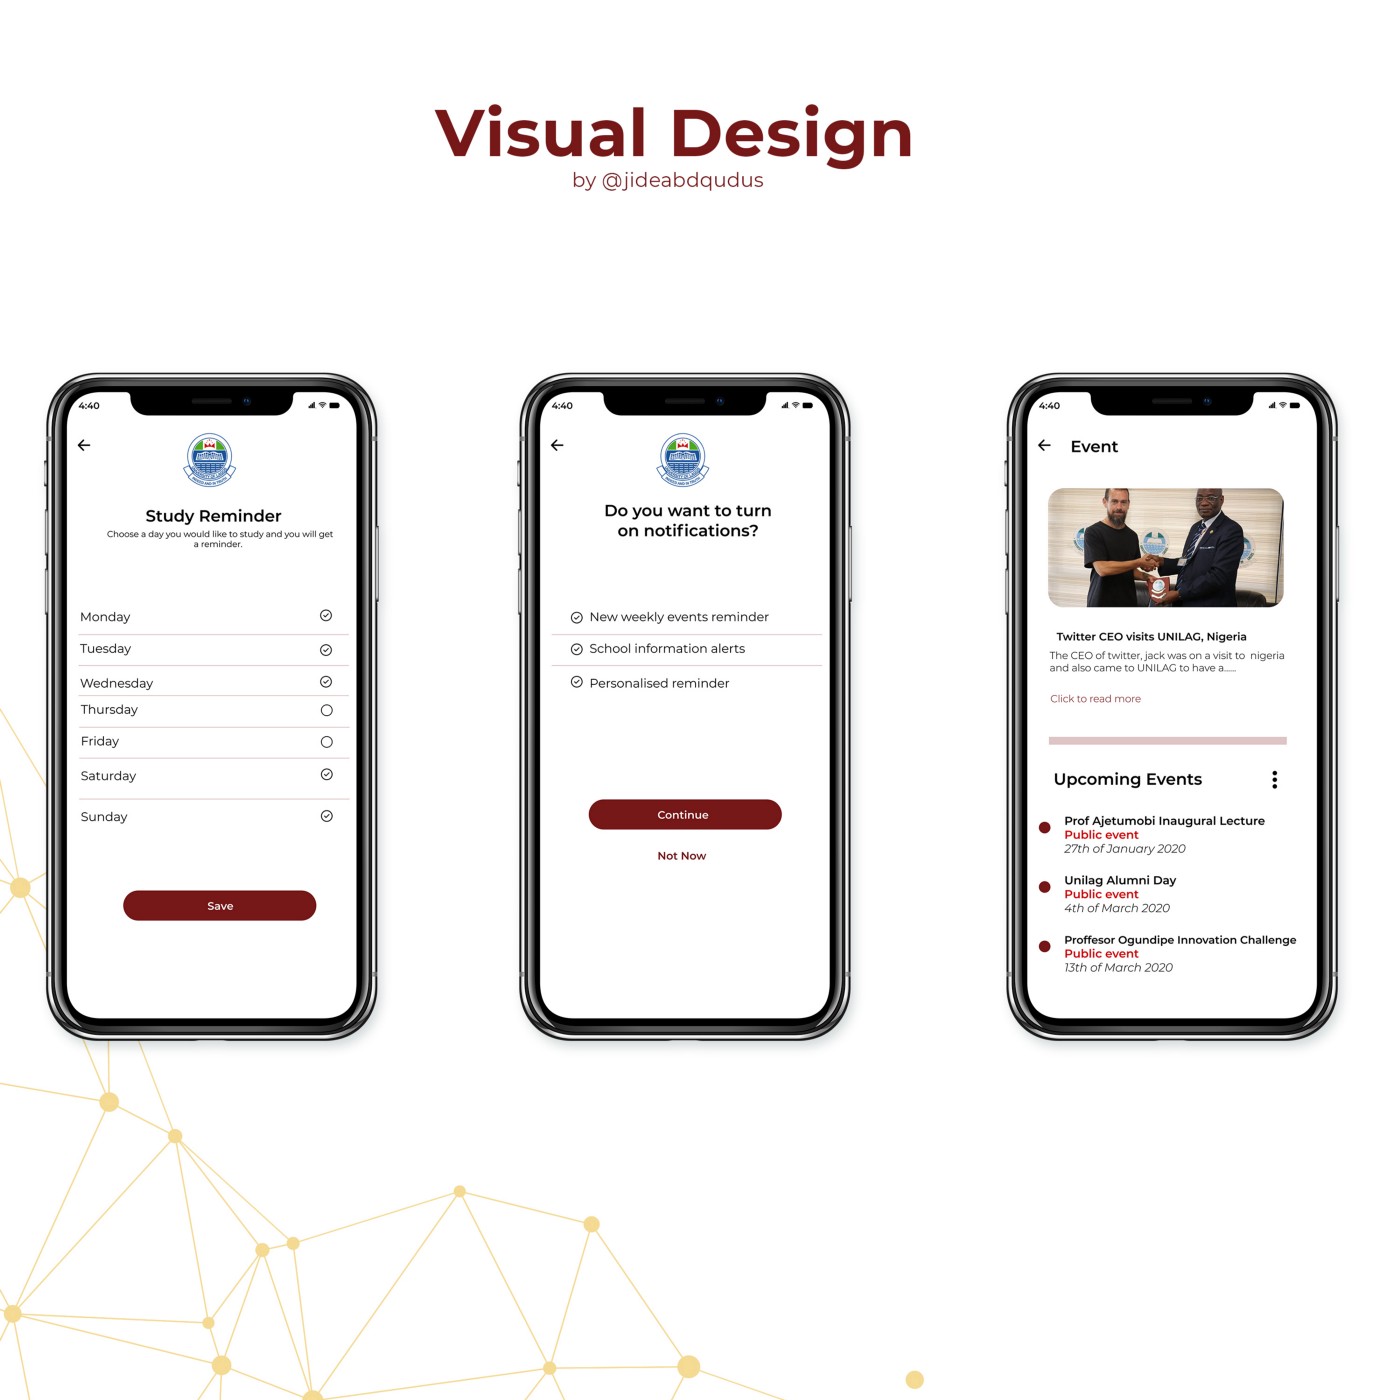 Visual Design
by @jideabdqudus
4:40
Study Reminder
Choose a day you would like to study and you will get
a reminder.
Monday
Tuesday
Wednesday
Thursday
Friday
Saturday
Sunday
Save
4:40
Do you want to turn
on notifications?
New weekly events reminder
School information alerts
Personalised reminder
Continue
Not Now
4:40
Event
Twitter CEO visits UNILAG, Nigeria
The CEO of twitter, jack was on a visit to nigeria
and also came to UNILAG to have a......
Click to read more
Upcoming Events
Prof Ajetumobi Inaugural Lecture
Public event
27th of January 2020
Unilag Alumni Day
Public event
4th of March 2020
Proffesor Ogundipe Innovation Challenge
Public event
13th of March 2020